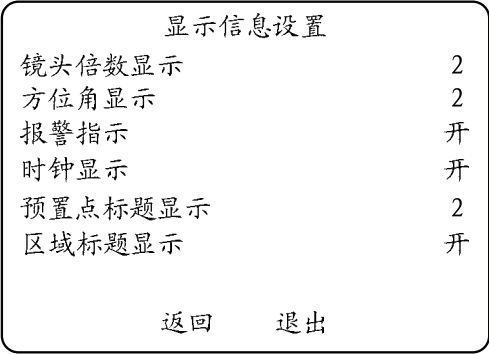 显示信息设置
镜头倍数显示 2
方位角显示 2
报警指示 开
时钟显示 开
预置点标题显示 2
区域标题显示 开
返回 退出